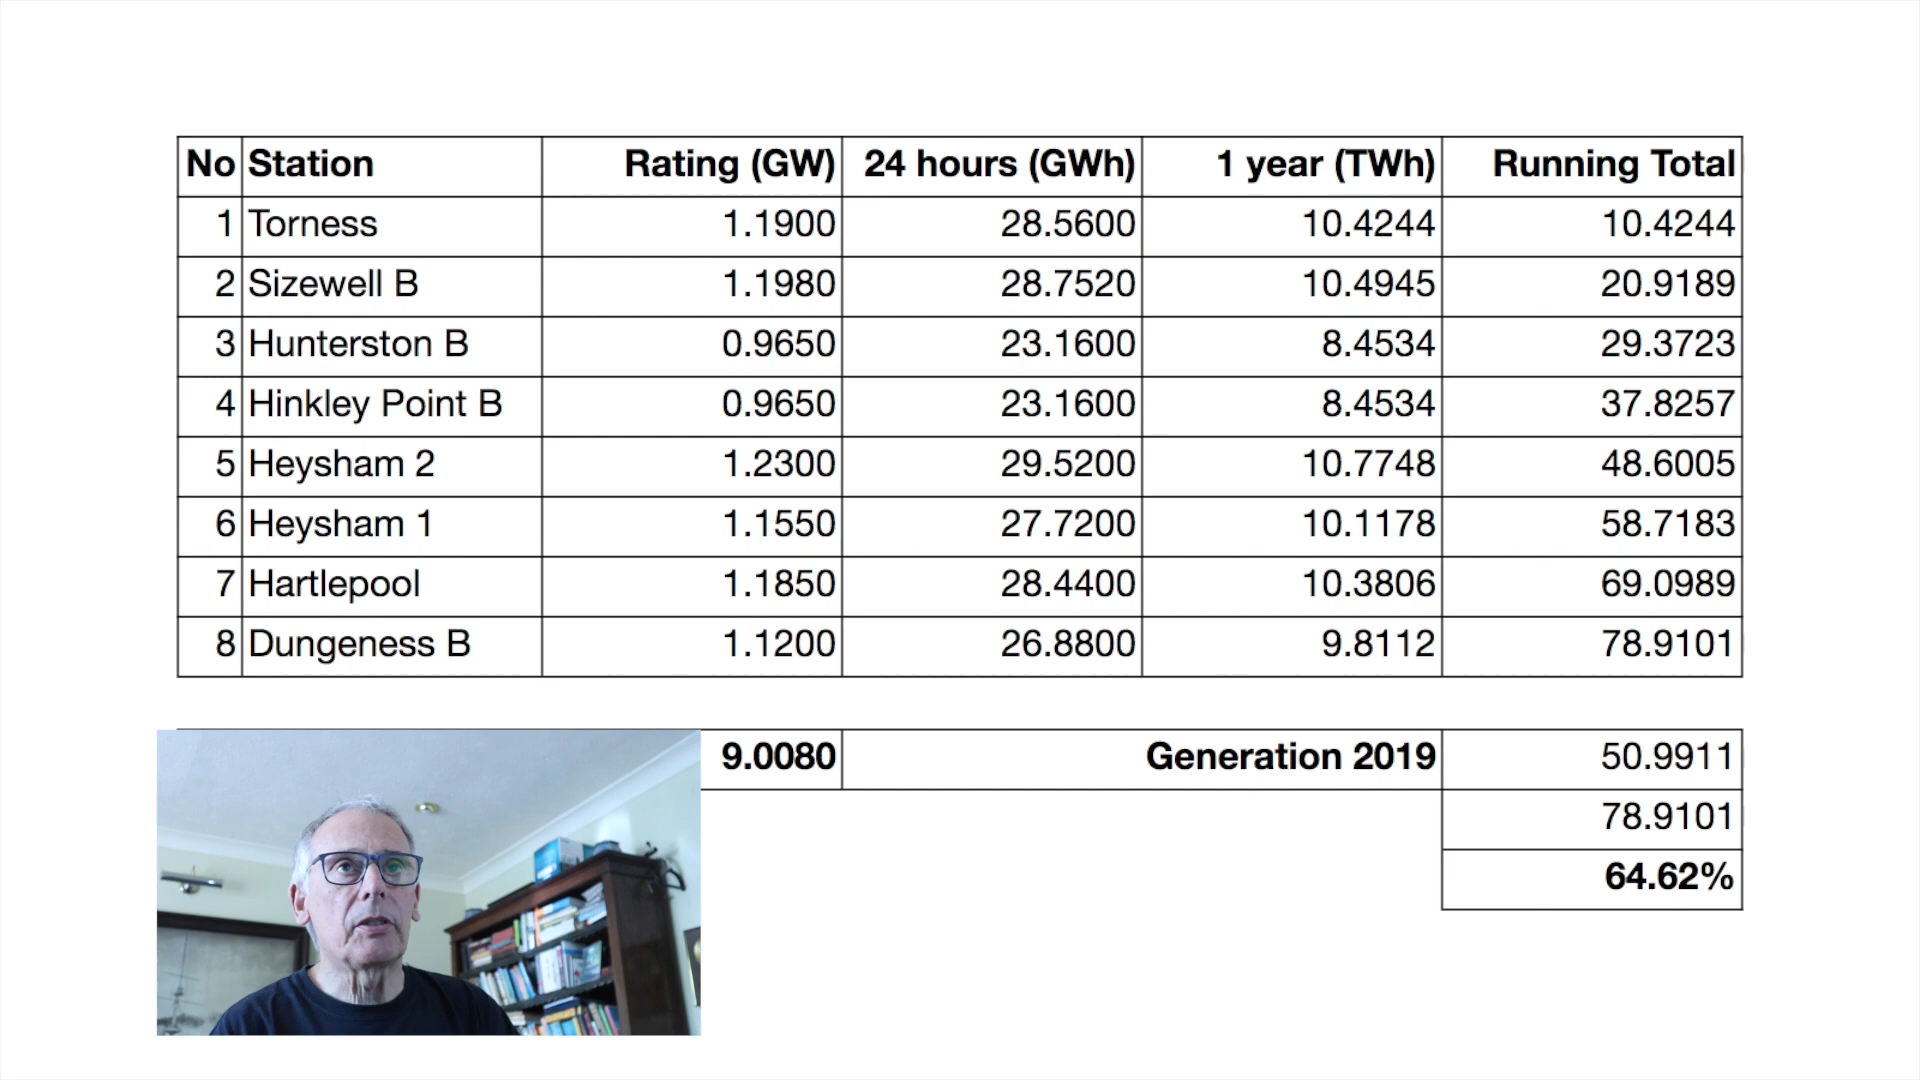 No Station Rating (GW) 24 hours (GWh) 1 year (TWh) Running Total
1 Torness 1.1900 28.5600 10.4244 10.4244
2 Sizewell B 1.1980 28.7520 10.4945 20.9189
3 Hunterston B 0.9650 23.1600 8.4534 29.3723
4 Hinkley Point B 0.9650 23.1600 8.4534 37.8257
5 Heysham 2 1.2300 29.5200 10.7748 48.6005
6 Heysham 1 1.1550 27.7200 10.1178 58.7183
7 Hartlepool 1.1850 28.4400 10.3806 69.0989
8 Dungeness B 1.1200 26.8800 9.8112 78.9101
9.0080 Generation 2019 50.9911
78.9101
64.62%